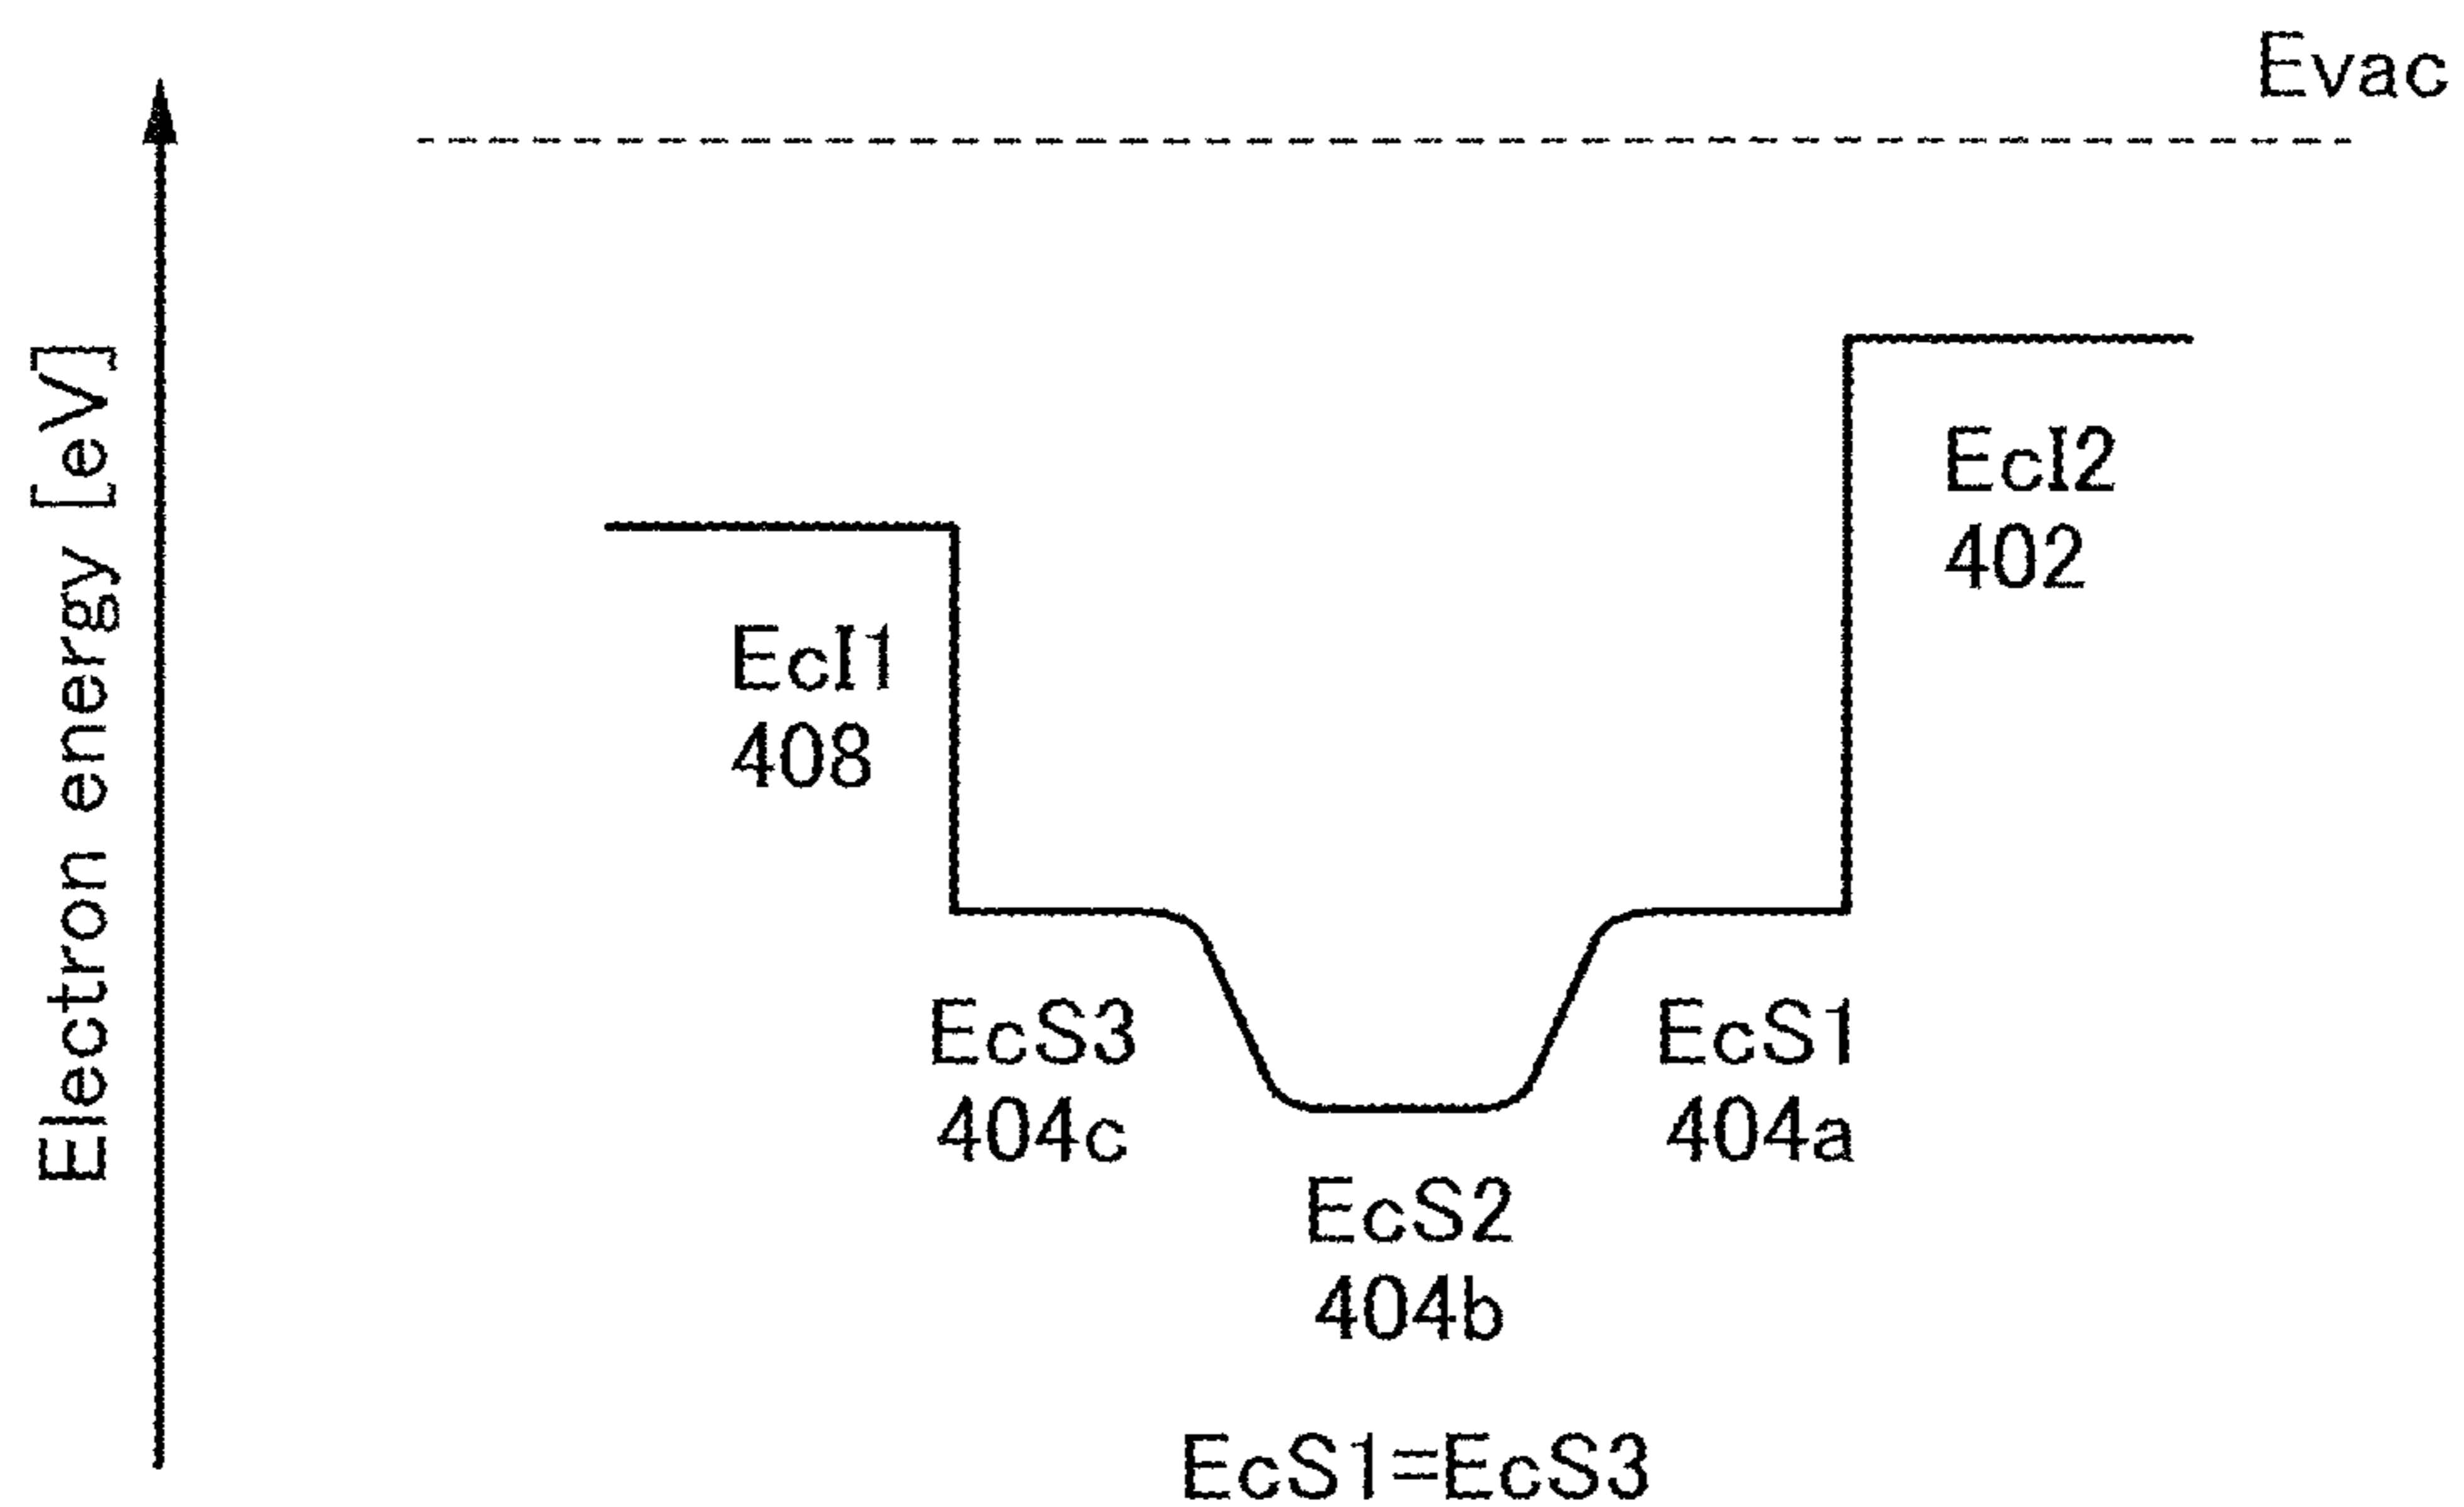 Evac
Electron energy [eV]
EcI2
402
EcI1
408
EcS3
404c
EcS1
404a
EcS2
404b
EcS1=EcS3